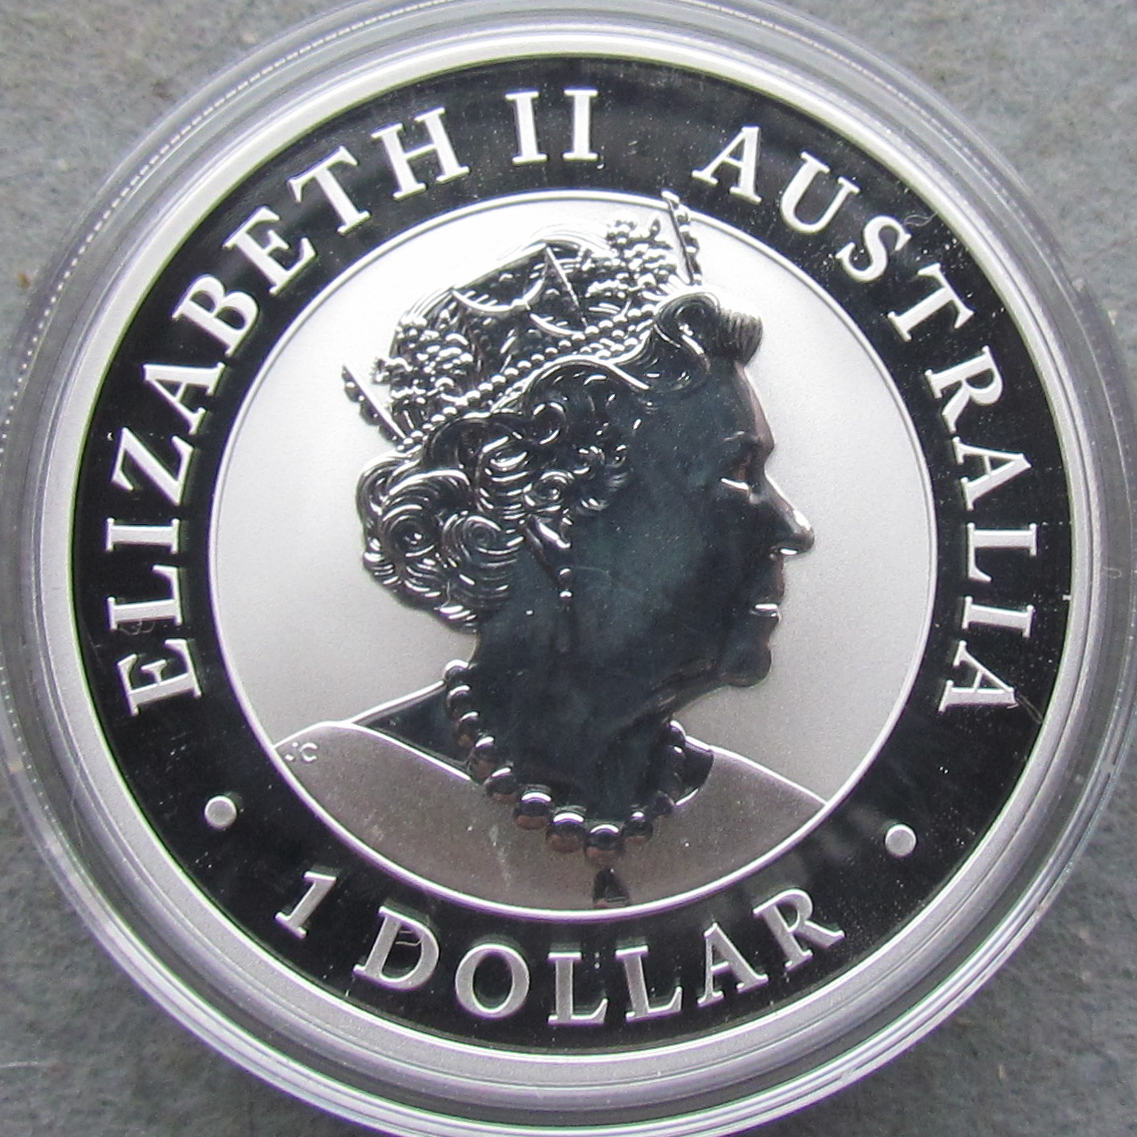 ELIZABETH II AUSTRALIA
JC
1 DOLLAR